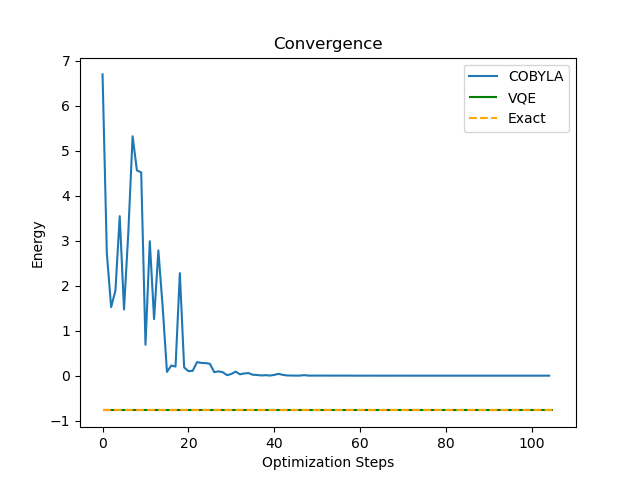 Convergence
COBYLA
VQE
Exact
Energy
7
6
5
4
3
2
1
0
−1
0 20 40 60 80 100
Optimization Steps